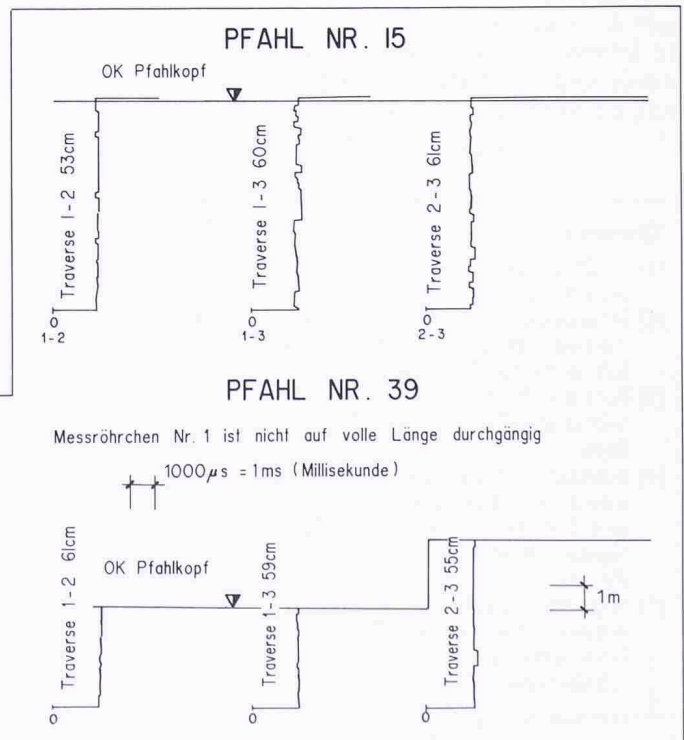 PFAHL NR. 15
OK Pfahlkopf
Traverse 1-2 53cm
Traverse 1-3 60cm
Traverse 2-3 61cm
0
1-2
0
1-3
0
2-3
PFAHL NR. 39
Messröhrchen Nr. 1 ist nicht auf volle Länge durchgängig
1000µs = 1ms (Millisekunde)
OK Pfahlkopf
Traverse 1-2 61cm
Traverse 1-3 59cm
Traverse 2-3 55cm
1m
0
0
0